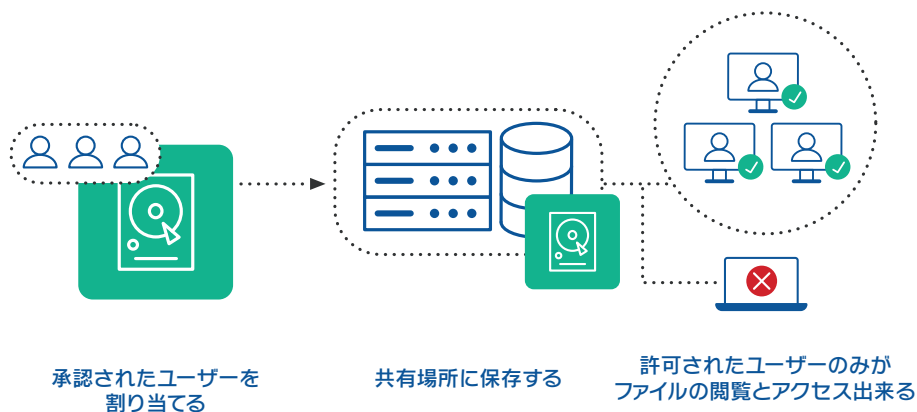 承認されたユーザーを
割り当てる
共有場所に保存する
許可されたユーザーのみが
ファイルの閲覧とアクセス出来る